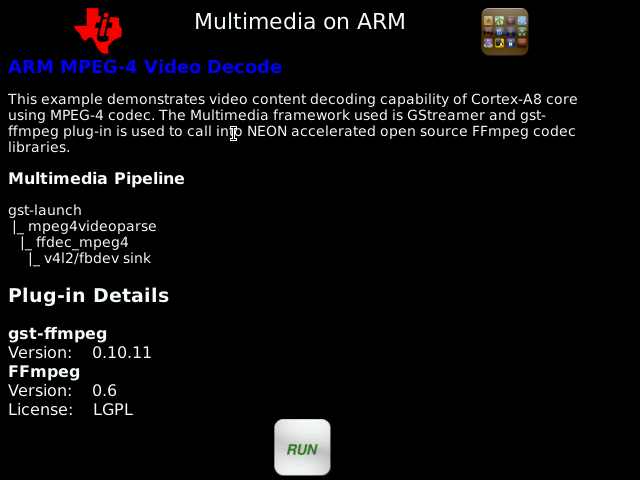 Multimedia on ARM
ARM MPEG-4 Video Decode
This example demonstrates video content decoding capability of Cortex-A8 core
using MPEG-4 codec. The Multimedia framework used is GStreamer and gst-
ffmpeg plug-in is used to call into NEON accelerated open source FFmpeg codec
libraries.
Multimedia Pipeline
gst-launch
|_ mpeg4videoparse
|_ ffdec_mpeg4
|_ v4l2/fbdev sink
Plug-in Details
gst-ffmpeg
Version: 0.10.11
FFmpeg
Version: 0.6
License: LGPL
RUN